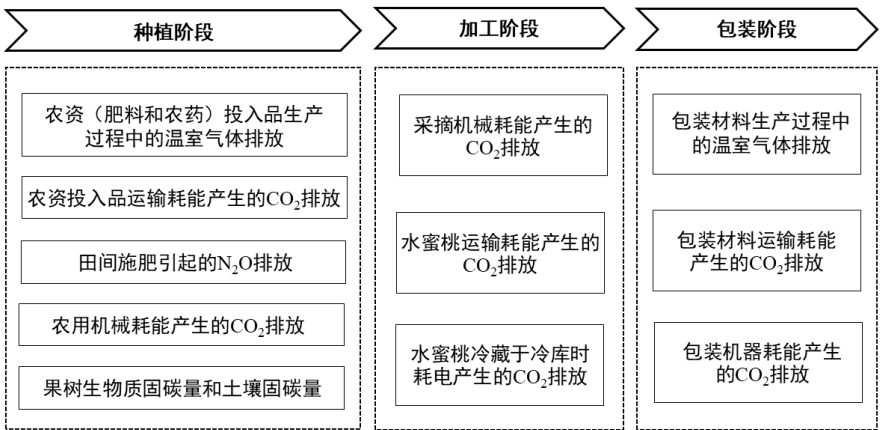 种植阶段
加工阶段
包装阶段
农资（肥料和农药）投入品生产
过程中的温室气体排放
农资投入品运输耗能产生的CO₂排放
田间施肥引起的N₂O排放
农用机械耗能产生的CO₂排放
果树生物质固碳量和土壤固碳量
采摘机械耗能产生的
CO₂排放
水蜜桃运输耗能产生的
CO₂排放
水蜜桃冷藏于冷库时
耗电产生的CO₂排放
包装材料生产过程中
的温室气体排放
包装材料运输耗能
产生的CO₂排放
包装机器耗能产生
的CO₂排放